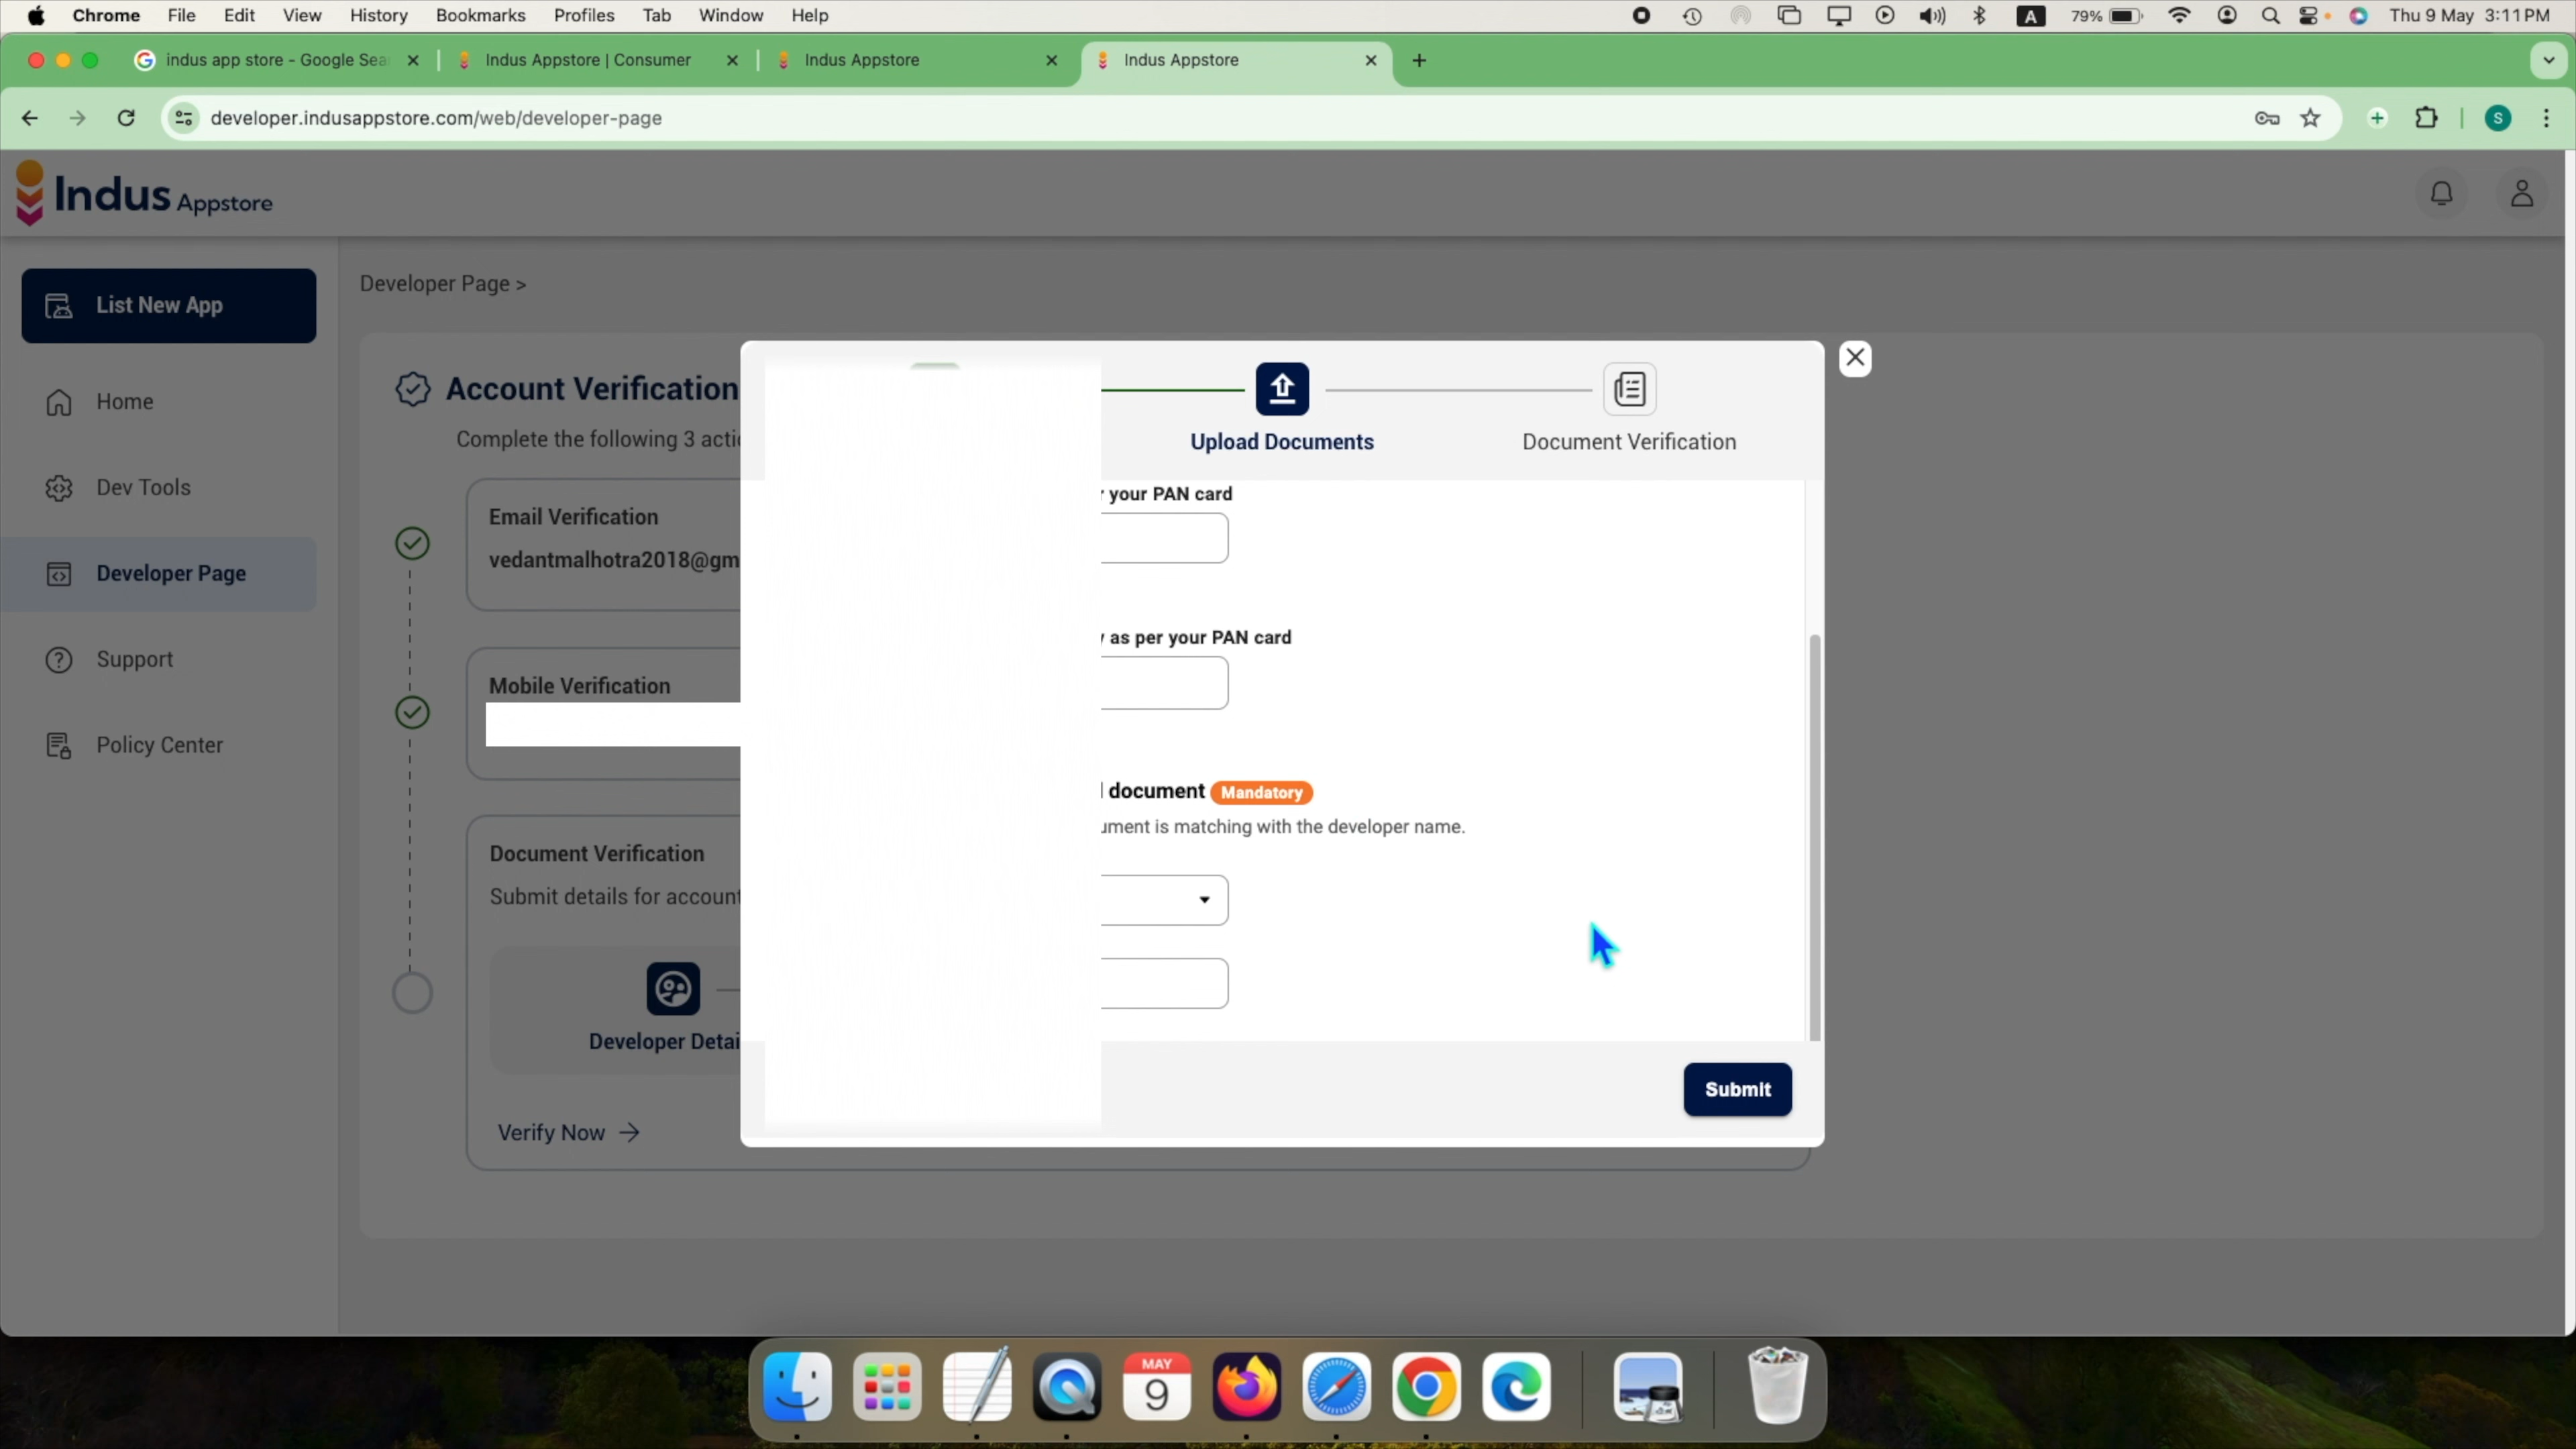 Chrome File Edit View History Bookmarks Profiles Tab Window Help A 79% Thu 9 May 3:11 PM
indus app store - Google Sea Indus Appstore | Consumer Indus Appstore Indus Appstore
developer.indusappstore.com/web/developer-page S
Indus Appstore
List New App
Home
Dev Tools
Developer Page
Support
Policy Center
Developer Page >
Account Verification
Complete the following 3 actio
Email Verification
vedantmalhotra2018@gm
Mobile Verification
Document Verification
Submit details for account
Developer Detai
Verify Now
Upload Documents
Document Verification
your PAN card
as per your PAN card
document Mandatory
ument is matching with the developer name.
Submit
MAY
9